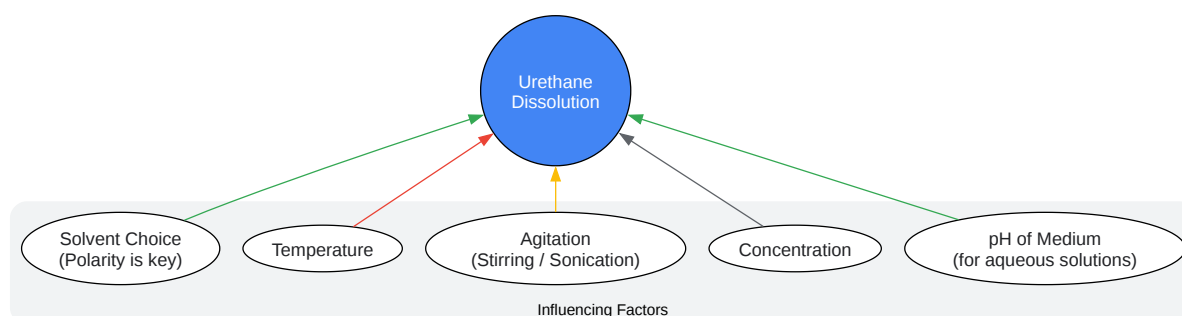 Urethane
Dissolution
Solvent Choice
(Polarity is key)
Temperature
Agitation
(Stirring / Sonication)
Concentration
pH of Medium
(for aqueous solutions)
Influencing Factors